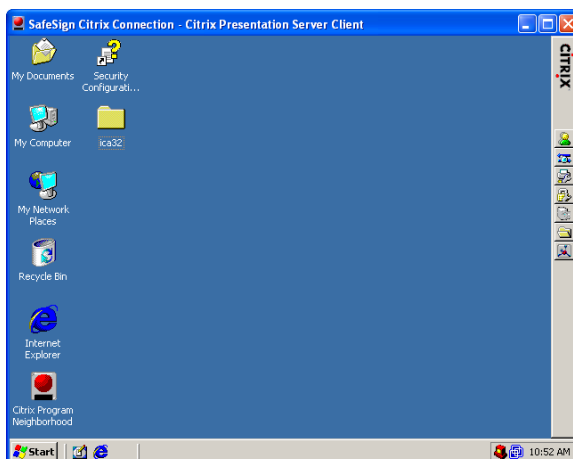 SafeSign Citrix Connection - Citrix Presentation Server Client
My Documents
Security
Configurati...
My Computer
ica32
My Network
Places
Recycle Bin
Internet
Explorer
Citrix Program
Neighborhood
CiTRIX
Start
10:52 AM